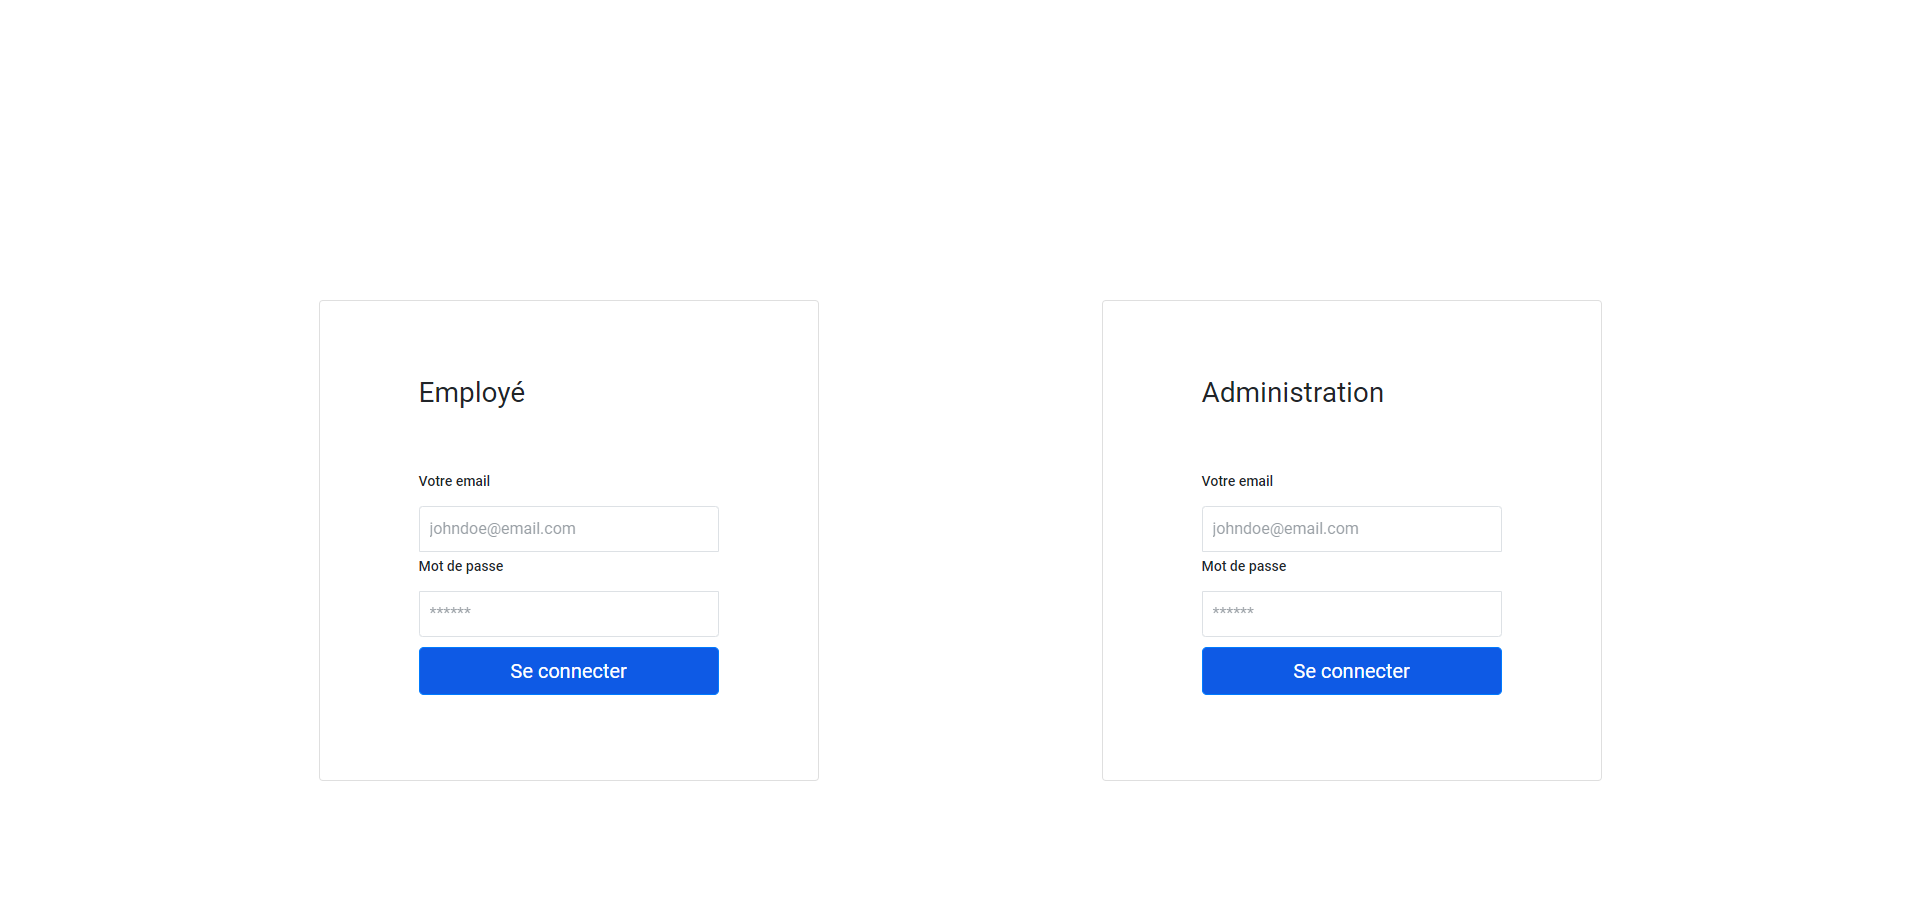 Employé
Votre email
johndoe@email.com
Mot de passe
******
Se connecter
Administration
Votre email
johndoe@email.com
Mot de passe
******
Se connecter